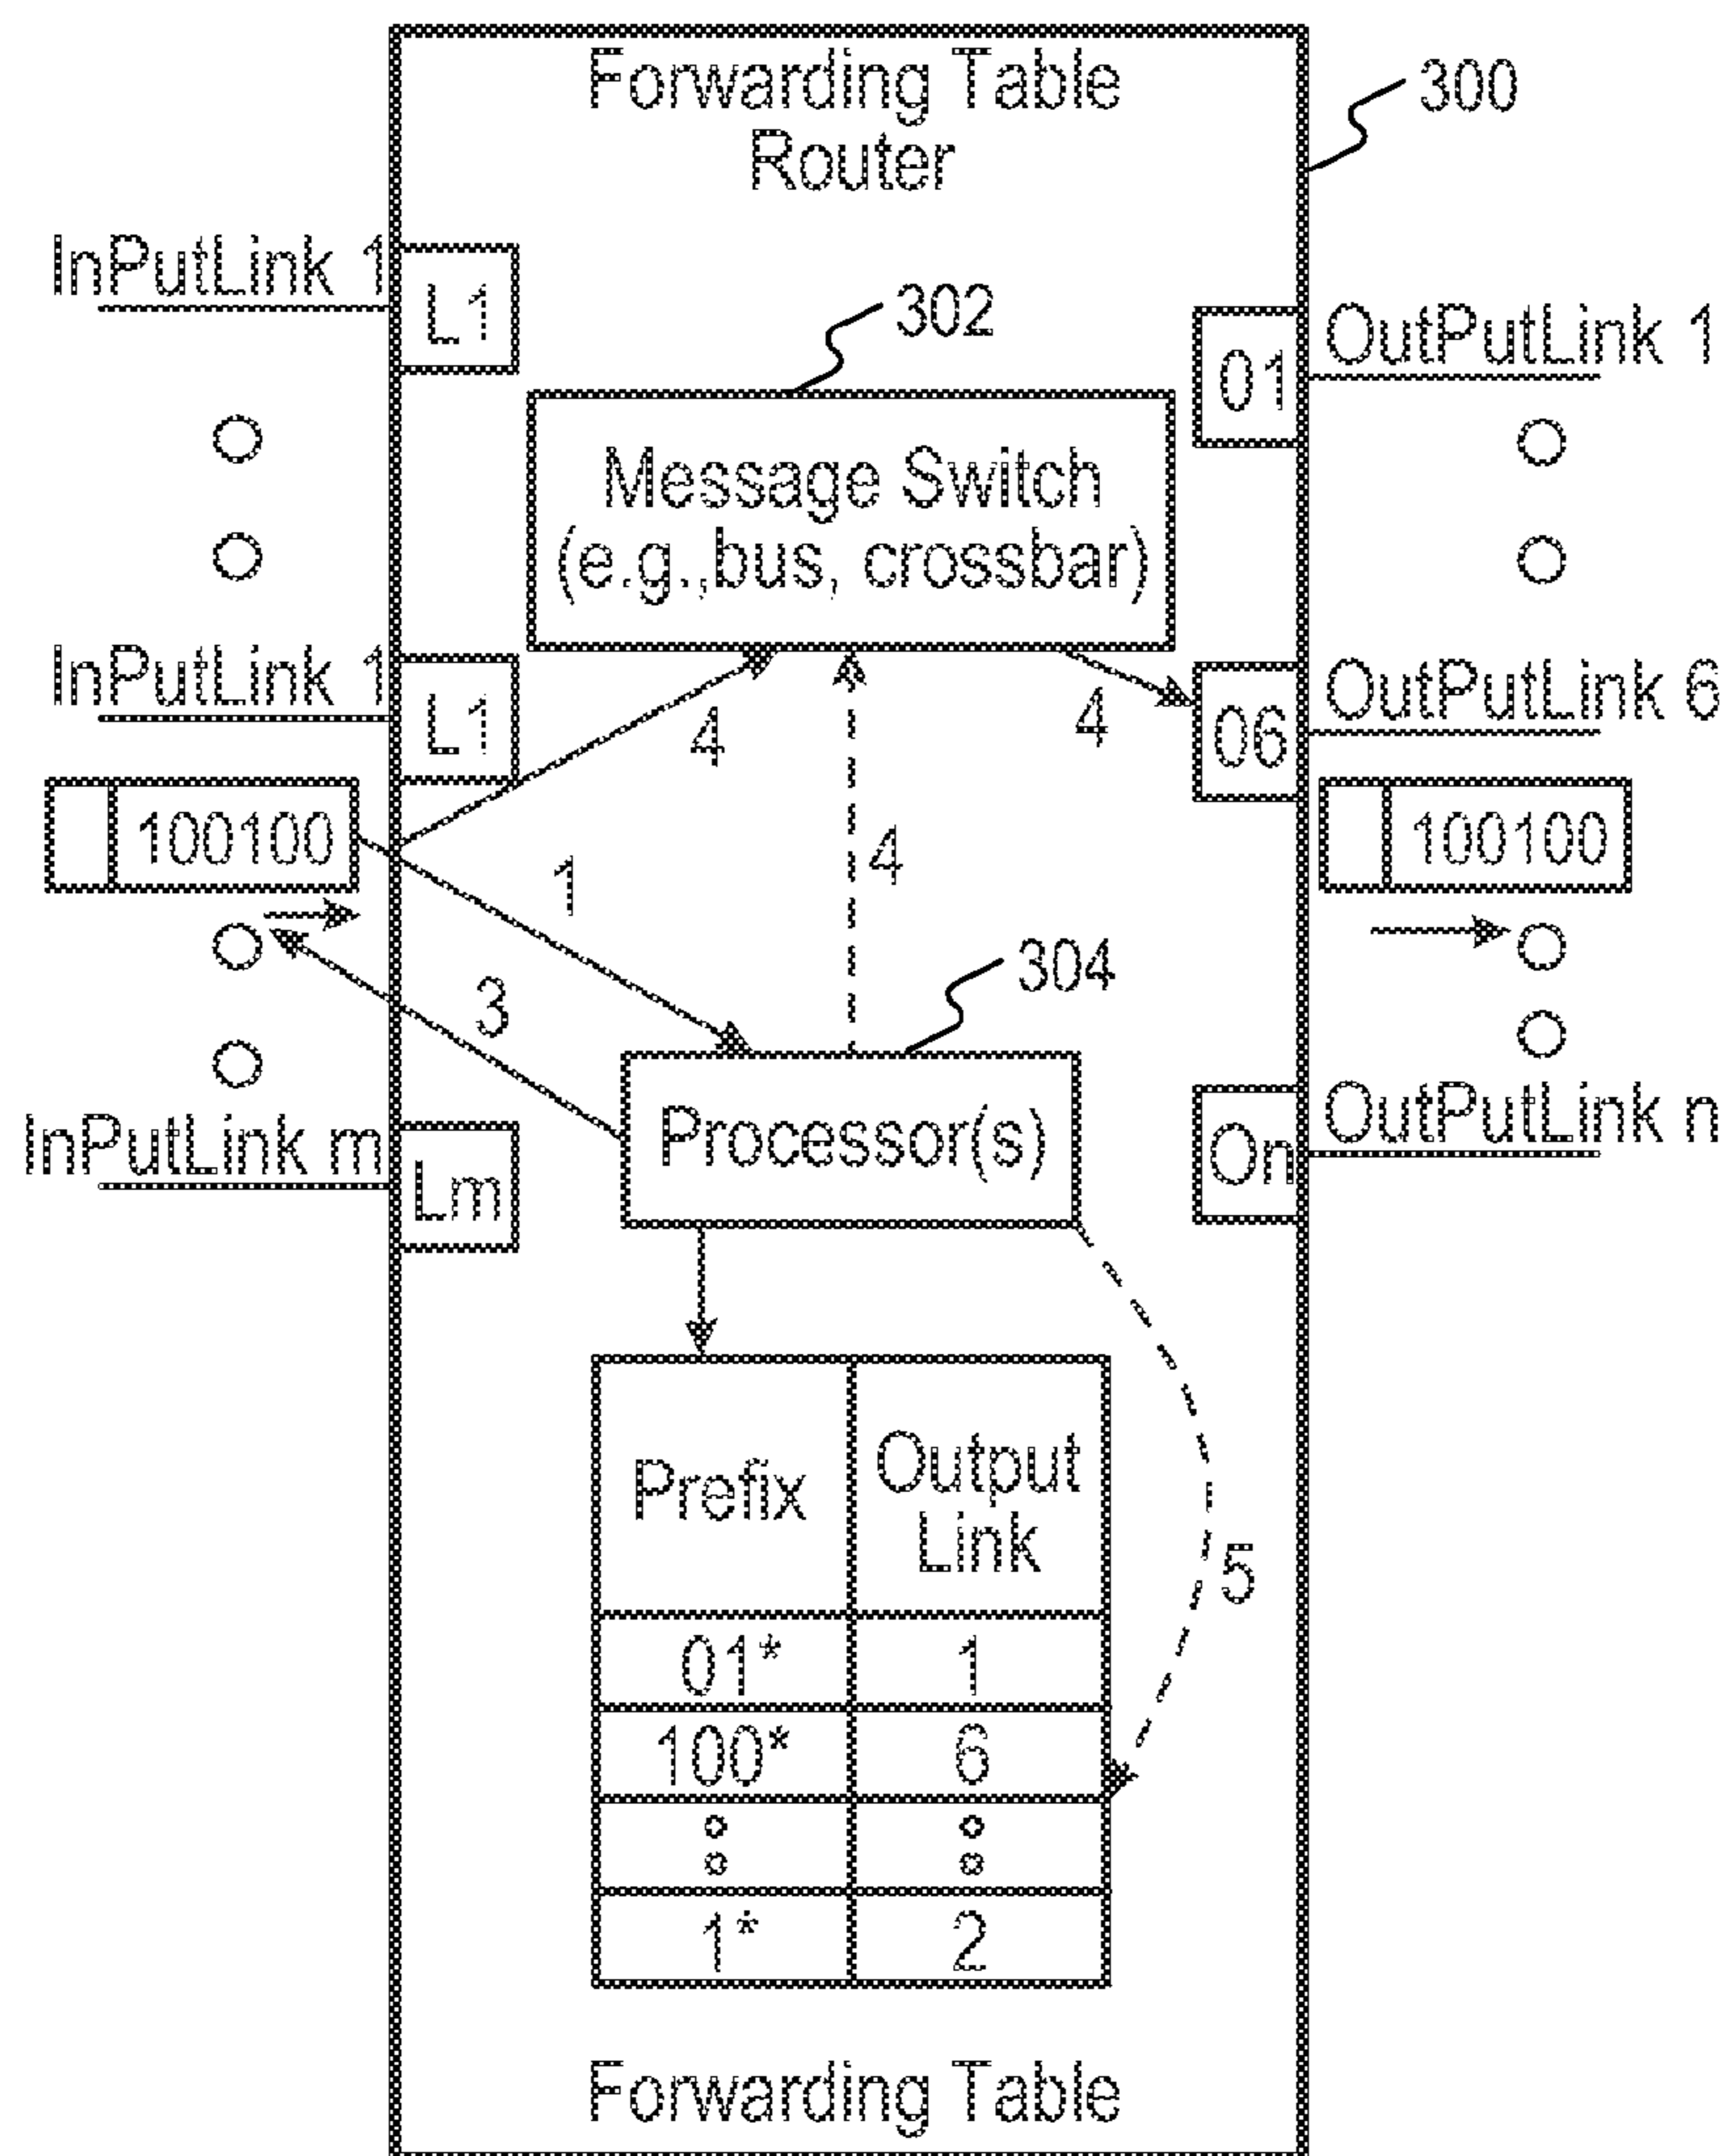 Forwarding Table
Router
300
InPutLink 1
L1
302
01
OutPutLink 1
Message Switch
(e.g.,bus, crossbar)
InPutLink 1
L1
4
4
06
OutPutLink 6
100100
1
4
100100
3
304
InPutLink m
Lm
Processor(s)
On
OutPutLink n
Prefix
Output
Link
5
01*
1
100*
6
1*
2
Forwarding Table